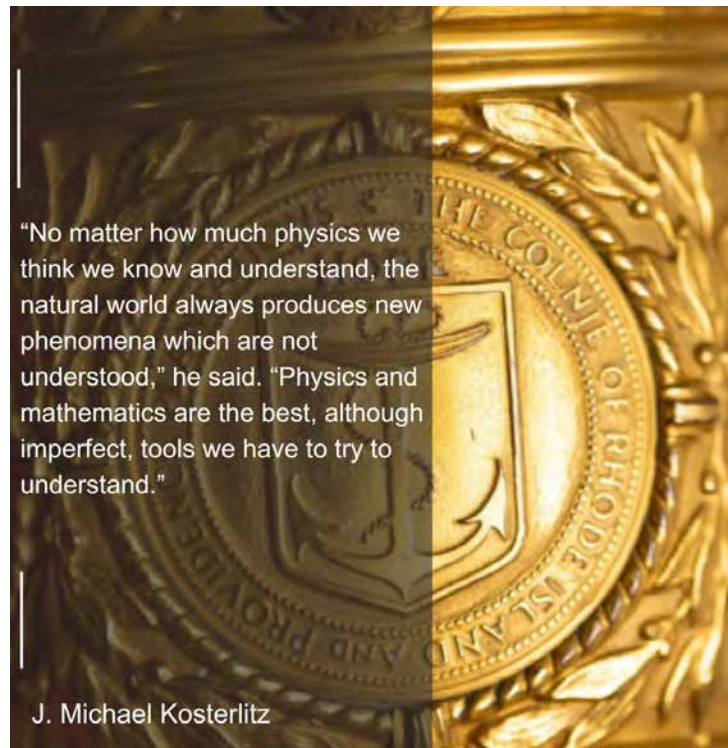 “No matter how much physics we
think we know and understand, the
natural world always produces new
phenomena which are not
understood,” he said. “Physics and
mathematics are the best, although
imperfect, tools we have to try to
understand.”
J. Michael Kosterlitz
THE COLNIE OF RHODE ISLAND AND PROVIDEN